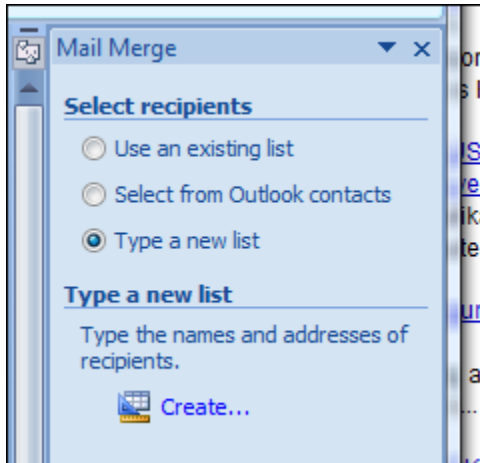 Mail Merge
Select recipients
Use an existing list
Select from Outlook contacts
Type a new list
Type a new list
Type the names and addresses of
recipients.
Create...